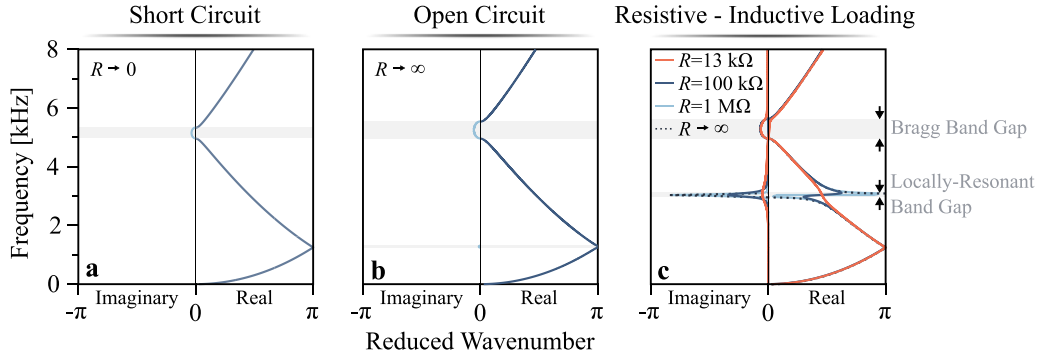 Short Circuit
Open Circuit
Resistive - Inductive Loading
Frequency [kHz]
8
6
4
2
0
R → 0
a
Imaginary
Real
-π
0
π
R → ∞
b
Imaginary
Real
-π
0
π
R=13 kΩ
R=100 kΩ
R=1 MΩ
R → ∞
c
Imaginary
Real
-π
0
π
Bragg Band Gap
Locally-Resonant
Band Gap
Reduced Wavenumber